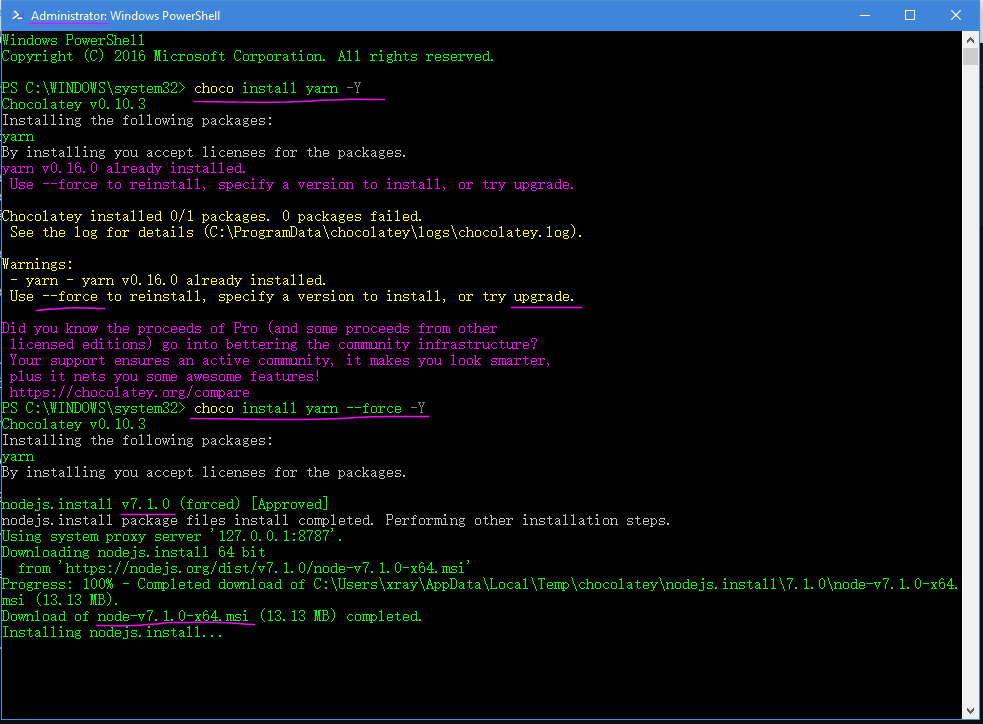 Administrator: Windows PowerShell
Windows PowerShell
Copyright (C) 2016 Microsoft Corporation. All rights reserved.
PS C:\WINDOWS\system32> choco install yarn -Y
Chocolatey v0.10.3
Installing the following packages:
yarn
By installing you accept licenses for the packages.
yarn v0.16.0 already installed.
 Use --force to reinstall, specify a version to install, or try upgrade.
Chocolatey installed 0/1 packages. 0 packages failed.
 See the log for details (C:\ProgramData\chocolatey\logs\chocolatey.log).
Warnings:
 - yarn - yarn v0.16.0 already installed.
 Use --force to reinstall, specify a version to install, or try upgrade.
Did you know the proceeds of Pro (and some proceeds from other
 licensed editions) go into bettering the community infrastructure?
 Your support ensures an active community, it makes you look smarter,
 plus it nets you some awesome features!
 https://chocolatey.org/compare
PS C:\WINDOWS\system32> choco install yarn --force -Y
Chocolatey v0.10.3
Installing the following packages:
yarn
By installing you accept licenses for the packages.
nodejs.install v7.1.0 (forced) [Approved]
nodejs.install package files install completed. Performing other installation steps.
Using system proxy server '127.0.0.1:8787'.
Downloading nodejs.install 64 bit
  from 'https://nodejs.org/dist/v7.1.0/node-v7.1.0-x64.msi'
Progress: 100% - Completed download of C:\Users\xray\AppData\Local\Temp\chocolatey\nodejs.install\7.1.0\node-v7.1.0-x64.
msi (13.13 MB).
Download of node-v7.1.0-x64.msi (13.13 MB) completed.
Installing nodejs.install...